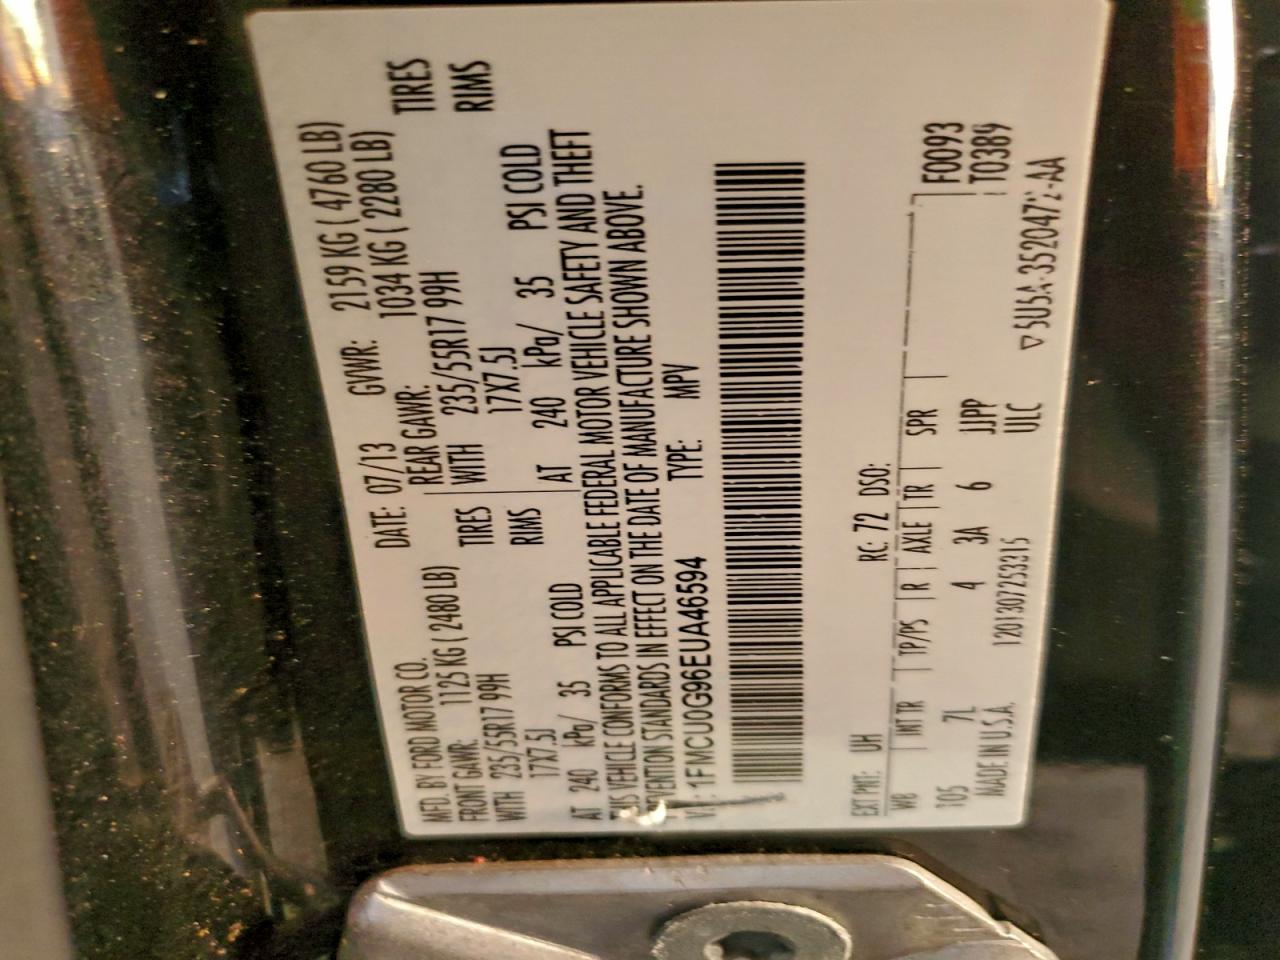 MFD. BY FORD MOTOR CO. DATE: 07/13 GVWR: 2159 KG ( 4760 LB)
FRONT GAWR: 1125 KG ( 2480 LB) REAR GAWR: 1034 KG ( 2280 LB)
WITH 235/55R17 99H TIRES WITH 235/55R17 99H TIRES
17X7.5J RIMS 17X7.5J RIMS
AT 240 kPa/ 35 PSI COLD AT 240 kPa/ 35 PSI COLD
THIS VEHICLE CONFORMS TO ALL APPLICABLE FEDERAL MOTOR VEHICLE SAFETY AND THEFT
PREVENTION STANDARDS IN EFFECT ON THE DATE OF MANUFACTURE SHOWN ABOVE.
1FMCU0G96EUA46594 TYPE: MPV
EXT PNT: UH RC: 72 DSO:
WB INT TR TP/PS R AXLE TR SPR F0093
105 7L 4 3A 6 JJPP T0389
MADE IN U.S.A. ULC